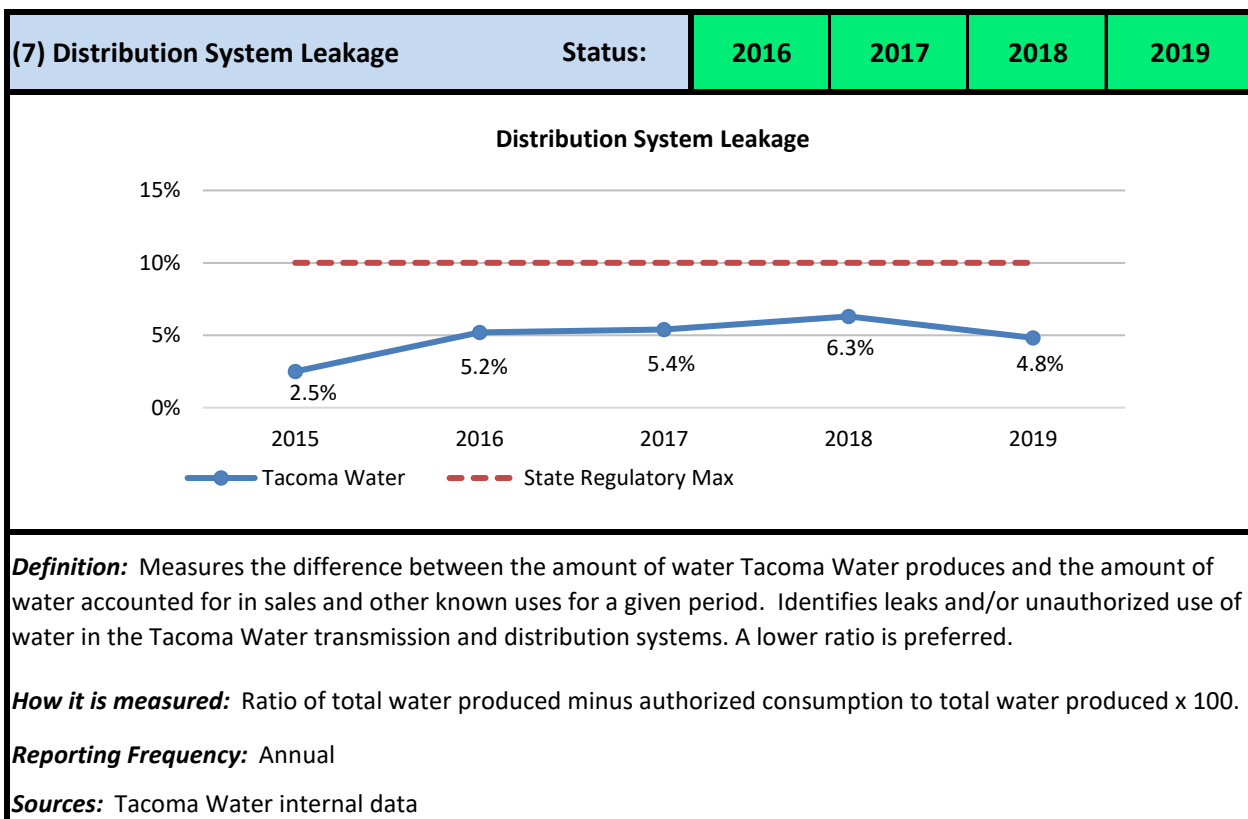 (7) Distribution System Leakage Status: 2016 2017 2018 2019
Distribution System Leakage
15%
10%
5%
0%
2.5%
5.2%
5.4%
6.3%
4.8%
2015 2016 2017 2018 2019
Tacoma Water State Regulatory Max
Definition: Measures the difference between the amount of water Tacoma Water produces and the amount of
water accounted for in sales and other known uses for a given period. Identifies leaks and/or unauthorized use of
water in the Tacoma Water transmission and distribution systems. A lower ratio is preferred.
How it is measured: Ratio of total water produced minus authorized consumption to total water produced x 100.
Reporting Frequency: Annual
Sources: Tacoma Water internal data